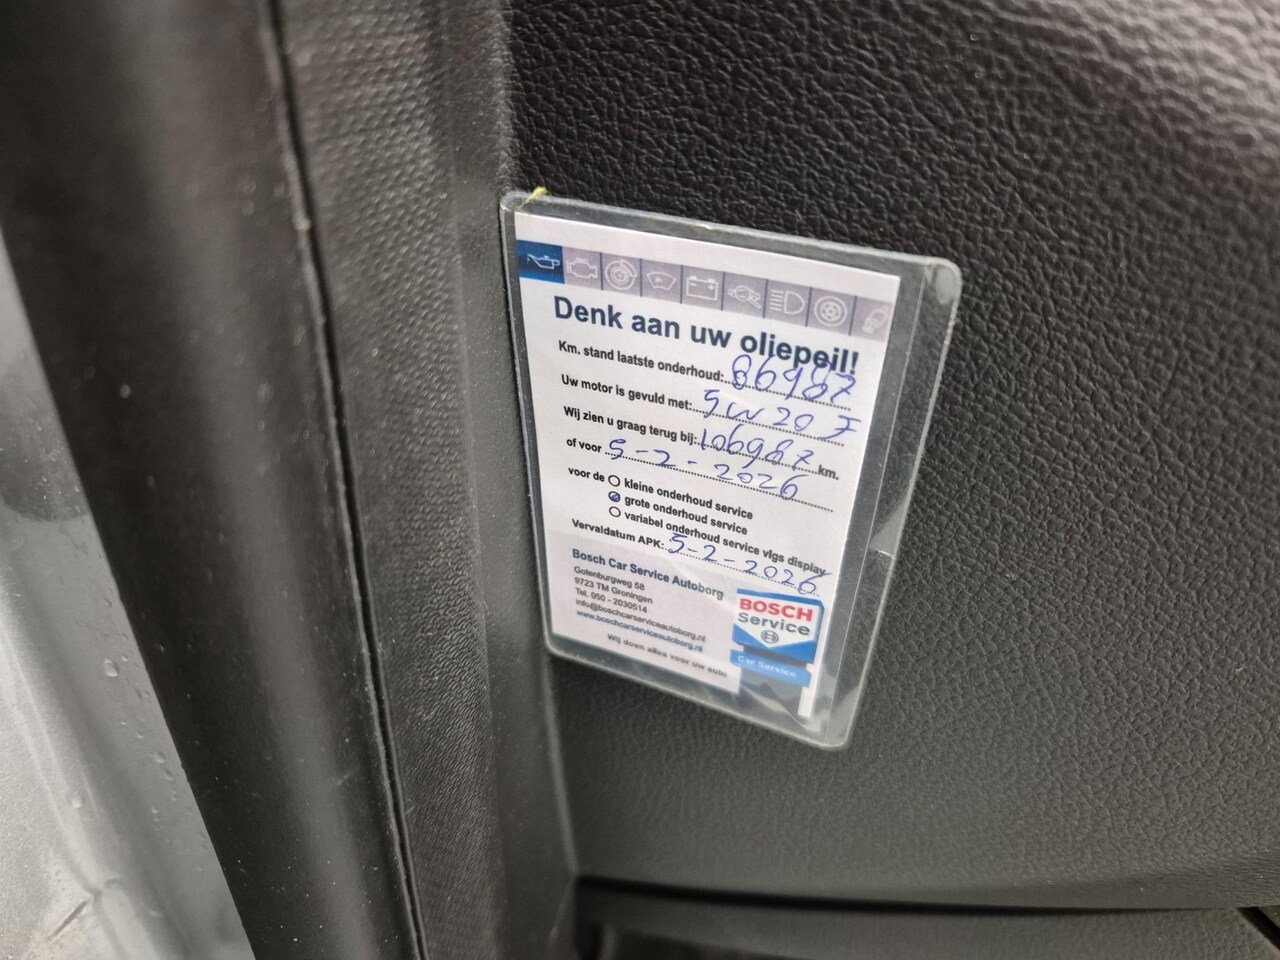 Denk aan uw oliepeil!
Km. stand laatste onderhoud: 86987
Uw motor is gevuld met: 5W20 F
Wij zien u graag terug bij: 106987 km.
of voor 5-2-2026
voor de kleine onderhoud service
grote onderhoud service
variabel onderhoud service vlgs display
Vervaldatum APK: 5-2-2026
Bosch Car Service Autoborg
Gotenburgweg 58
9723 TM Groningen
Tel. 050 - 2030514
info@boschcarserviceautoborg.nl
www.boschcarserviceautoborg.nl
Wij doen alles voor uw auto
BOSCH
Service
Car Service